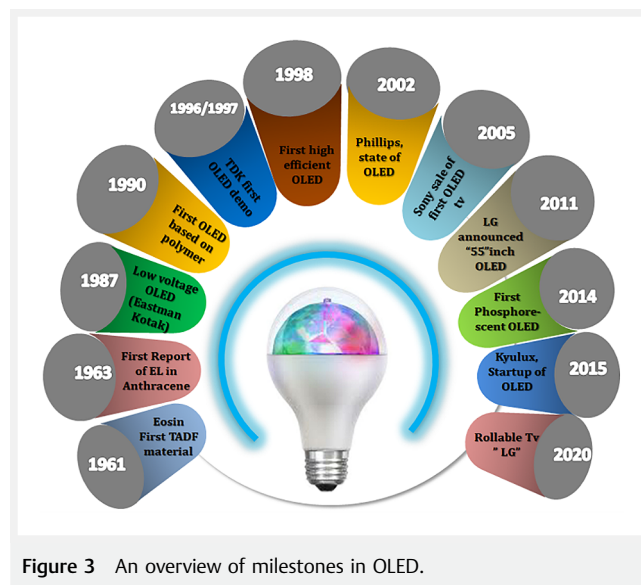 1961
Eosin
First TADF
material
1963
First Report
of EL in
Anthracene
1987
Low voltage
OLED
(Eastman
Kotak)
1990
First OLED
based on
polymer
1996/1997
TDK first
OLED demo
1998
First high
efficient
OLED
2002
Phillips,
state of
OLED
2005
Sony sale of
first OLED
tv
2011
LG
announced
“55”inch
OLED
2014
First
Phosphore-
scent OLED
2015
Kyulux,
Startup of
OLED
2020
Rollable Tv
” LG”
Figure 3 An overview of milestones in OLED.